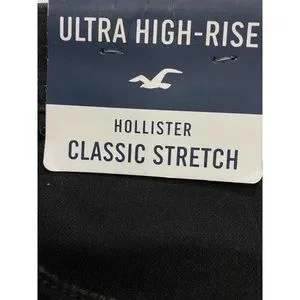 ULTRA HIGH-RISE
HOLLISTER
CLASSIC STRETCH